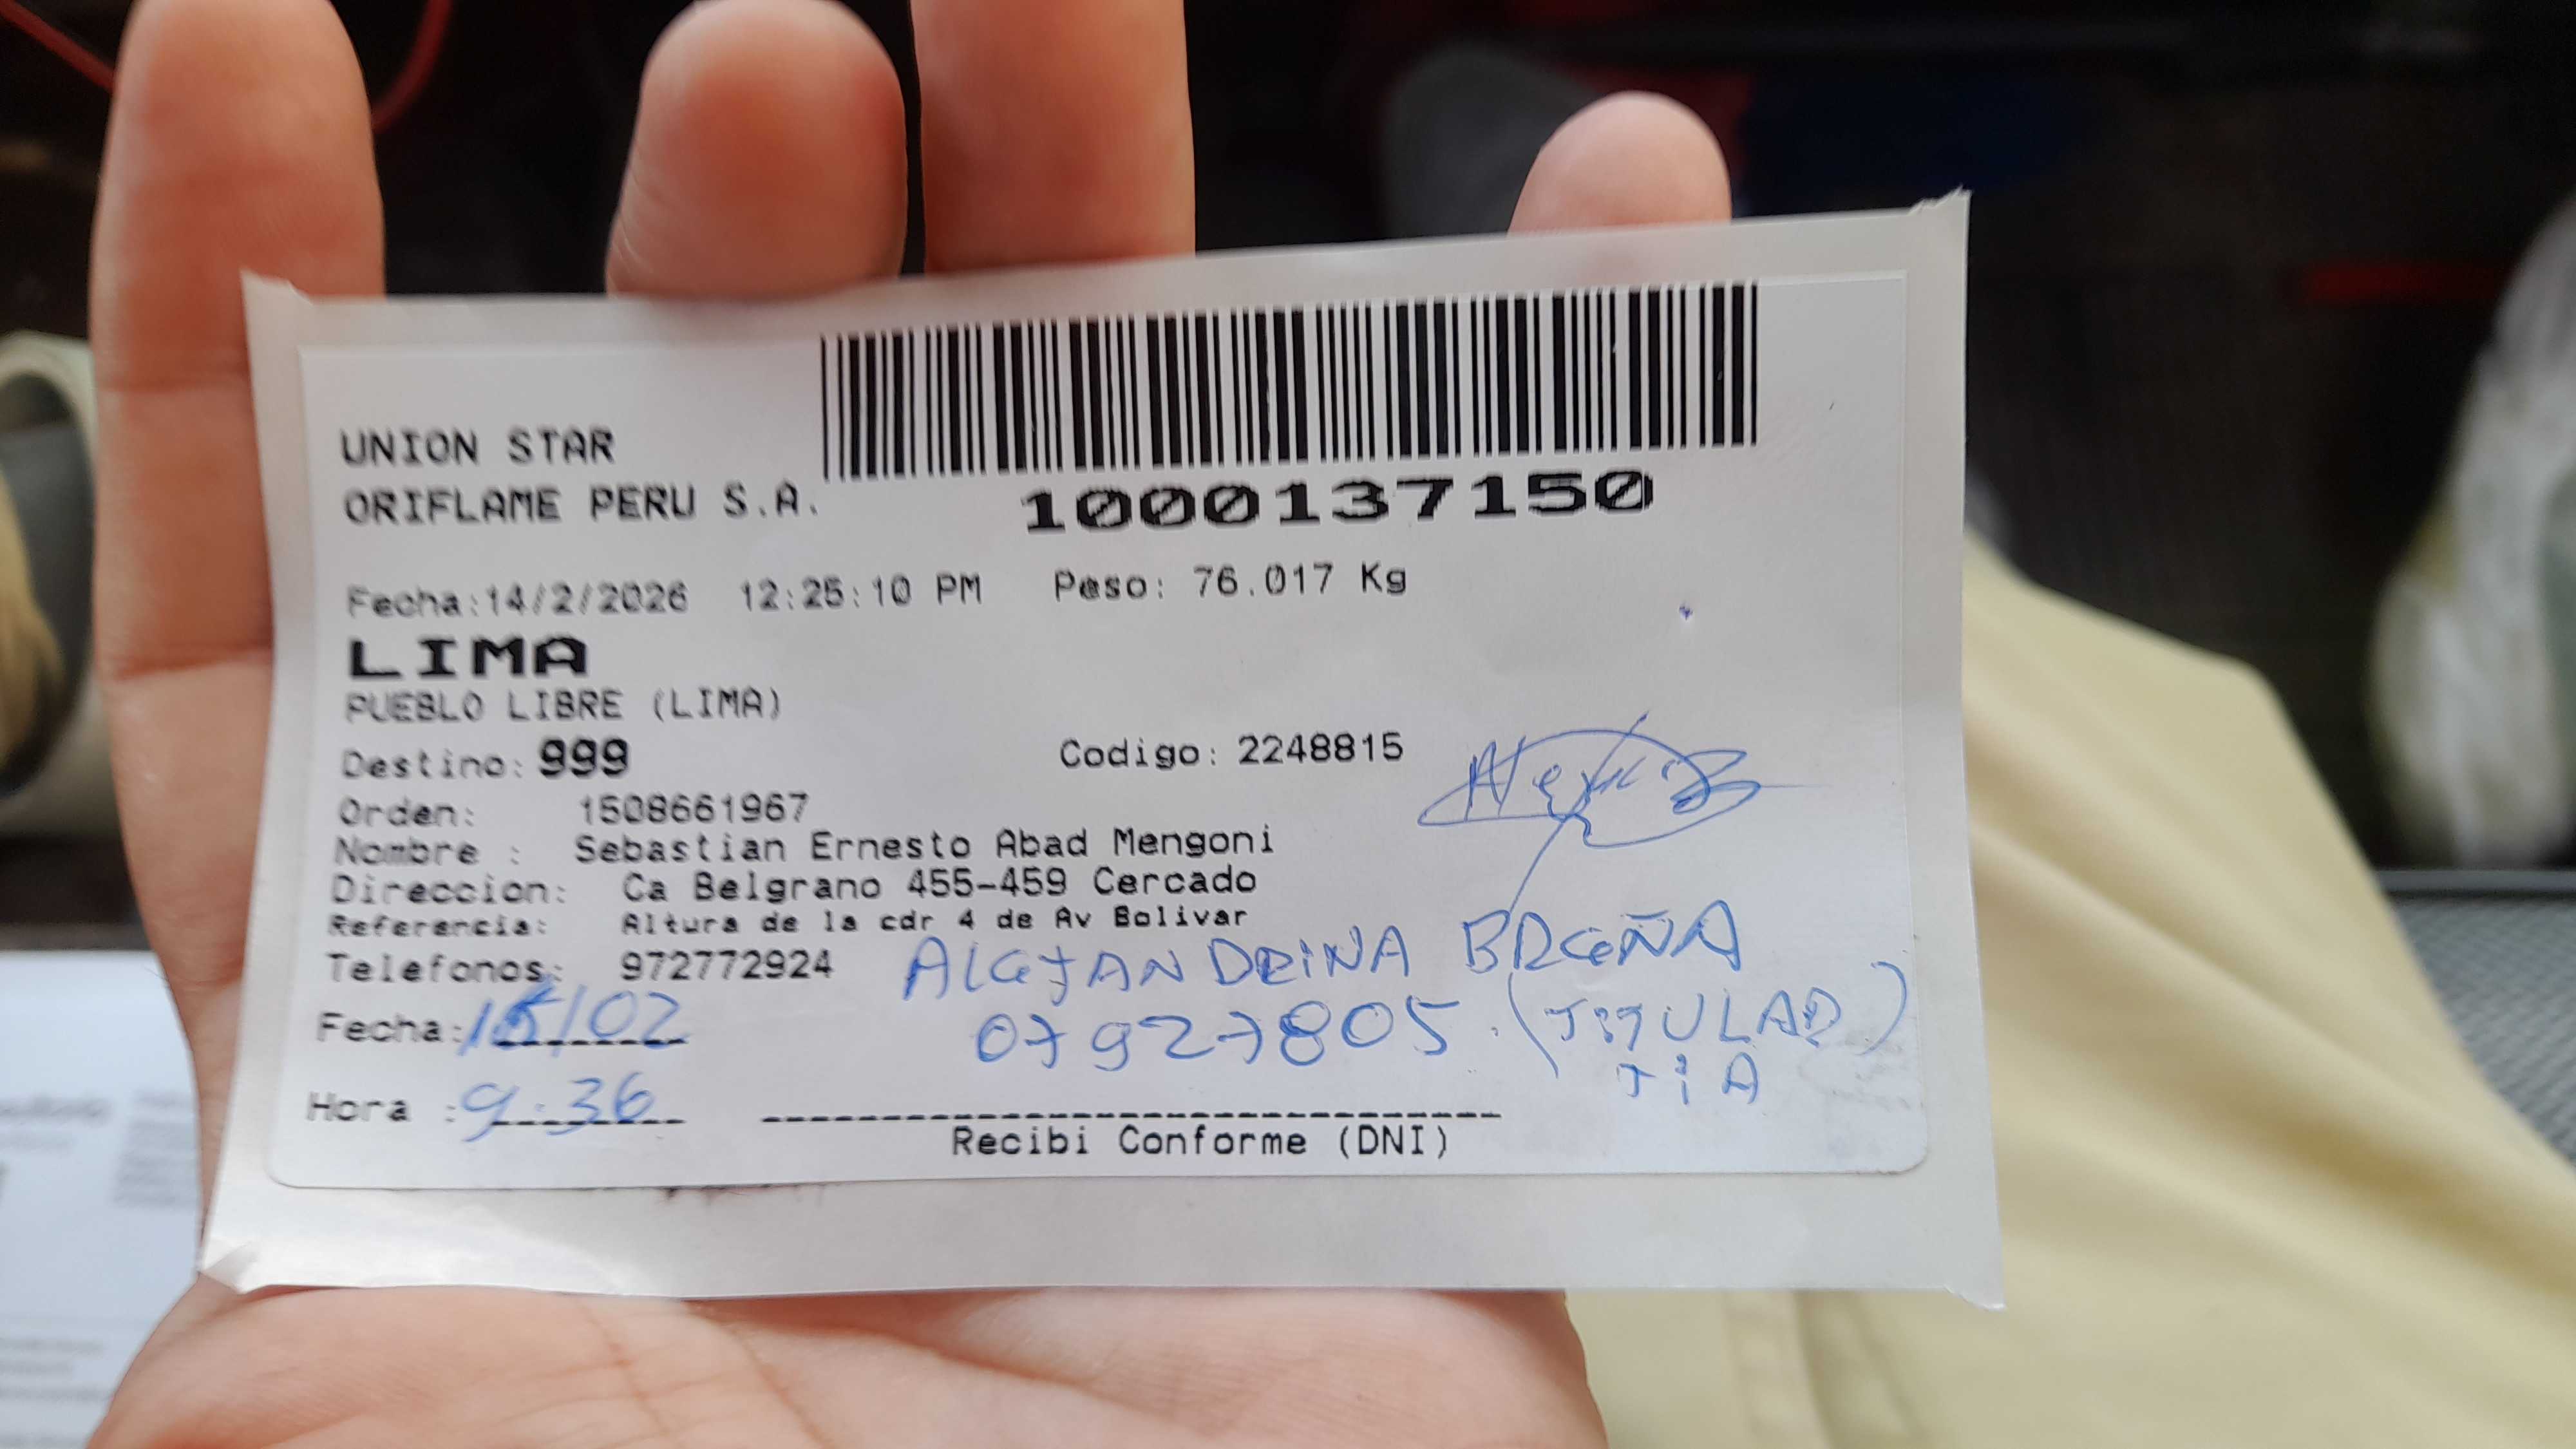 UNION STAR
ORIFLAME PERU S.A.
1000137150
Fecha:14/2/2026 12:25:10 PM Peso: 76.017 Kg
LIMA
PUEBLO LIBRE (LIMA)
Destino: 999 Codigo: 2248815
Orden: 1508661967
Nombre : Sebastian Ernesto Abad Mengoni
Direccion: Ca Belgrano 455-459 Cercado
Referencia: Altura de la cdr 4 de Av Bolivar
Telefonos: 972772924 ALEJANDRINA BREÑA
Fecha: 15/02 07927805. (TITULAD)
TIA
Hora : 9:36
Recibi Conforme (DNI)